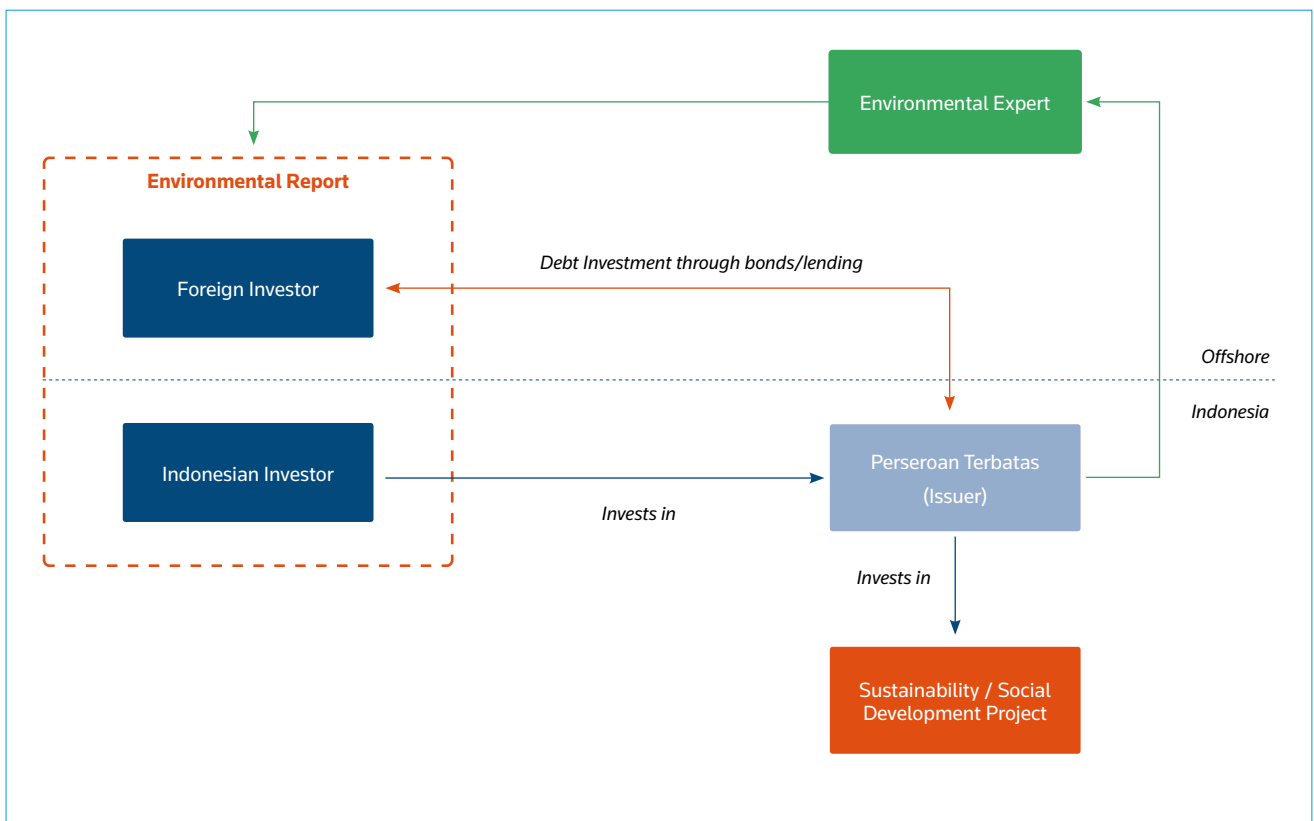 Environmental Expert
Environmental Report
Foreign Investor
Debt Investment through bonds/lending
Offshore
Indonesia
Indonesian Investor
Invests in
Perseroan Terbatas
(Issuer)
Invests in
Sustainability / Social
Development Project